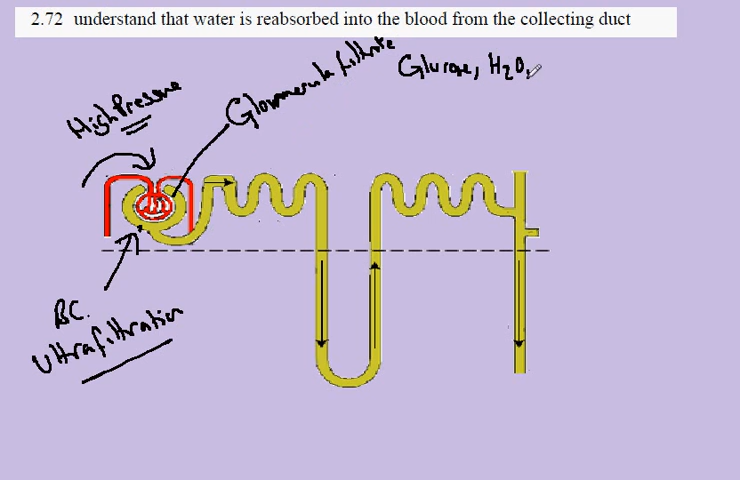 2.72 understand that water is reabsorbed into the blood from the collecting duct
Glucose, H2O,
Glomerular filtrate
High Pressure
B.C.
Ultrafiltration